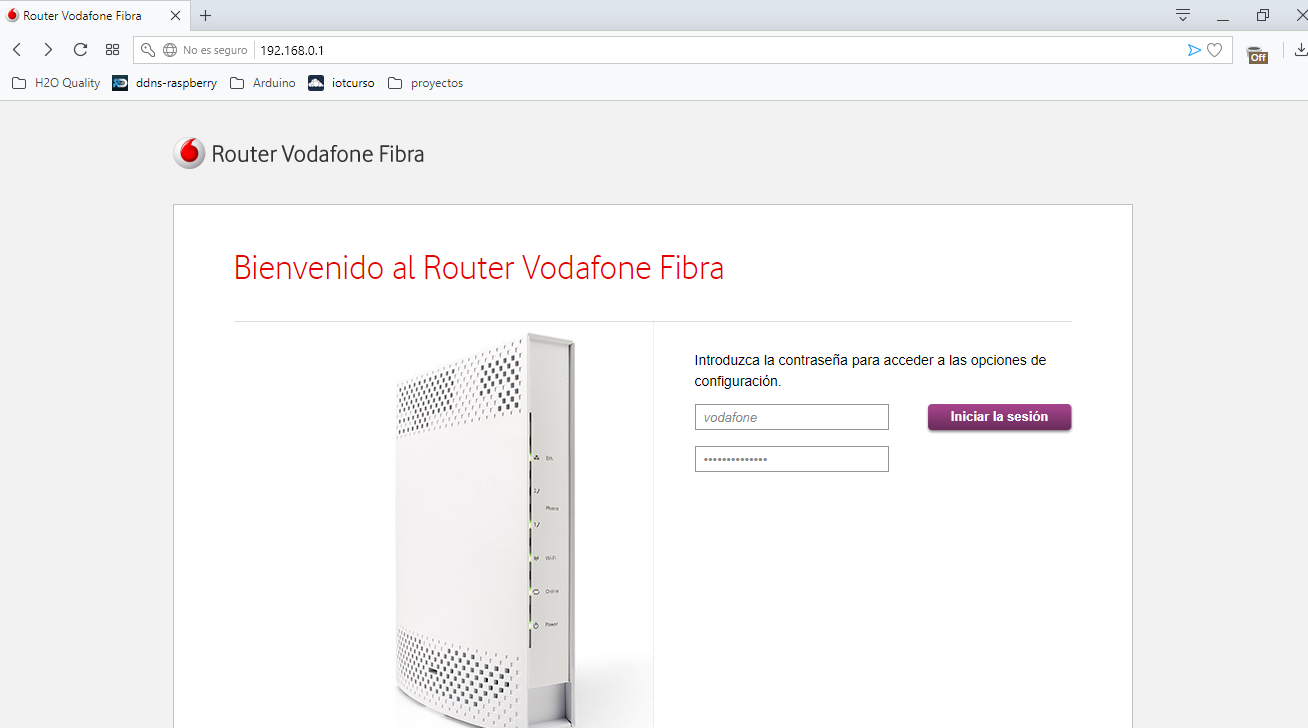 Router Vodafone Fibra
No es seguro 192.168.0.1
Off
H2O Quality ddns-raspberry Arduino iotcurso proyectos
Router Vodafone Fibra
Bienvenido al Router Vodafone Fibra
Introduzca la contraseña para acceder a las opciones de
configuración.
vodafone Iniciar la sesión
••••••••••••••
Eth.
2
Phone
1
Wi-Fi
Online
Power